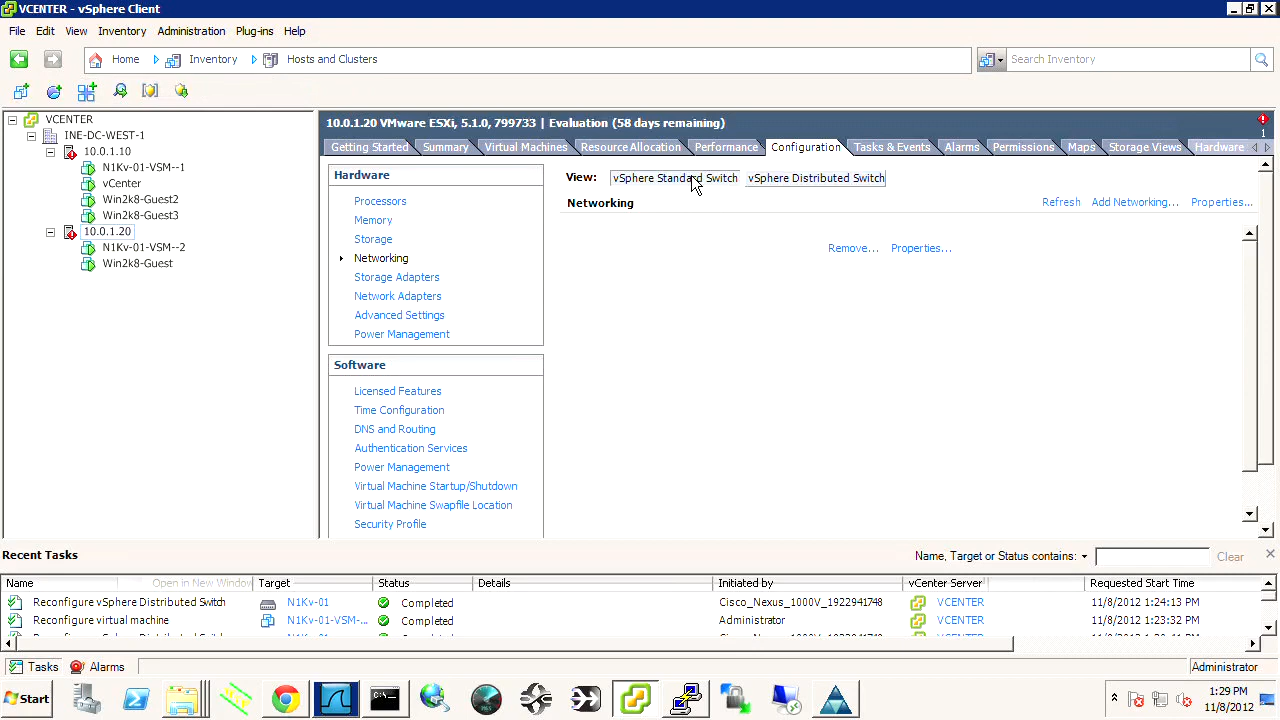 VCENTER - vSphere Client
File Edit View Inventory Administration Plug-ins Help
Home Inventory Hosts and Clusters Search Inventory
VCENTER
INE-DC-WEST-1
10.0.1.10
N1Kv-01-VSM--1
vCenter
Win2k8-Guest2
Win2k8-Guest3
10.0.1.20
N1Kv-01-VSM--2
Win2k8-Guest
10.0.1.20 VMware ESXi, 5.1.0, 799733 | Evaluation (58 days remaining)
1
Getting Started Summary Virtual Machines Resource Allocation Performance Configuration Tasks & Events Alarms Permissions Maps Storage Views Hardware
Hardware
Processors
Memory
Storage
Networking
Storage Adapters
Network Adapters
Advanced Settings
Power Management
Software
Licensed Features
Time Configuration
DNS and Routing
Authentication Services
Power Management
Virtual Machine Startup/Shutdown
Virtual Machine Swapfile Location
Security Profile
View: vSphere Standard Switch vSphere Distributed Switch
Networking Refresh Add Networking... Properties...
Remove... Properties...
Recent Tasks Name, Target or Status contains: Clear
Name Open in New Window Target Status Details Initiated by vCenter Server Requested Start Time
Reconfigure vSphere Distributed Switch N1Kv-01 Completed Cisco_Nexus_1000V_1922941748 VCENTER 11/8/2012 1:24:13 PM
Reconfigure virtual machine N1Kv-01-VSM-... Completed Administrator VCENTER 11/8/2012 1:23:32 PM
Tasks Alarms Administrator
Start 1:29 PM
11/8/2012